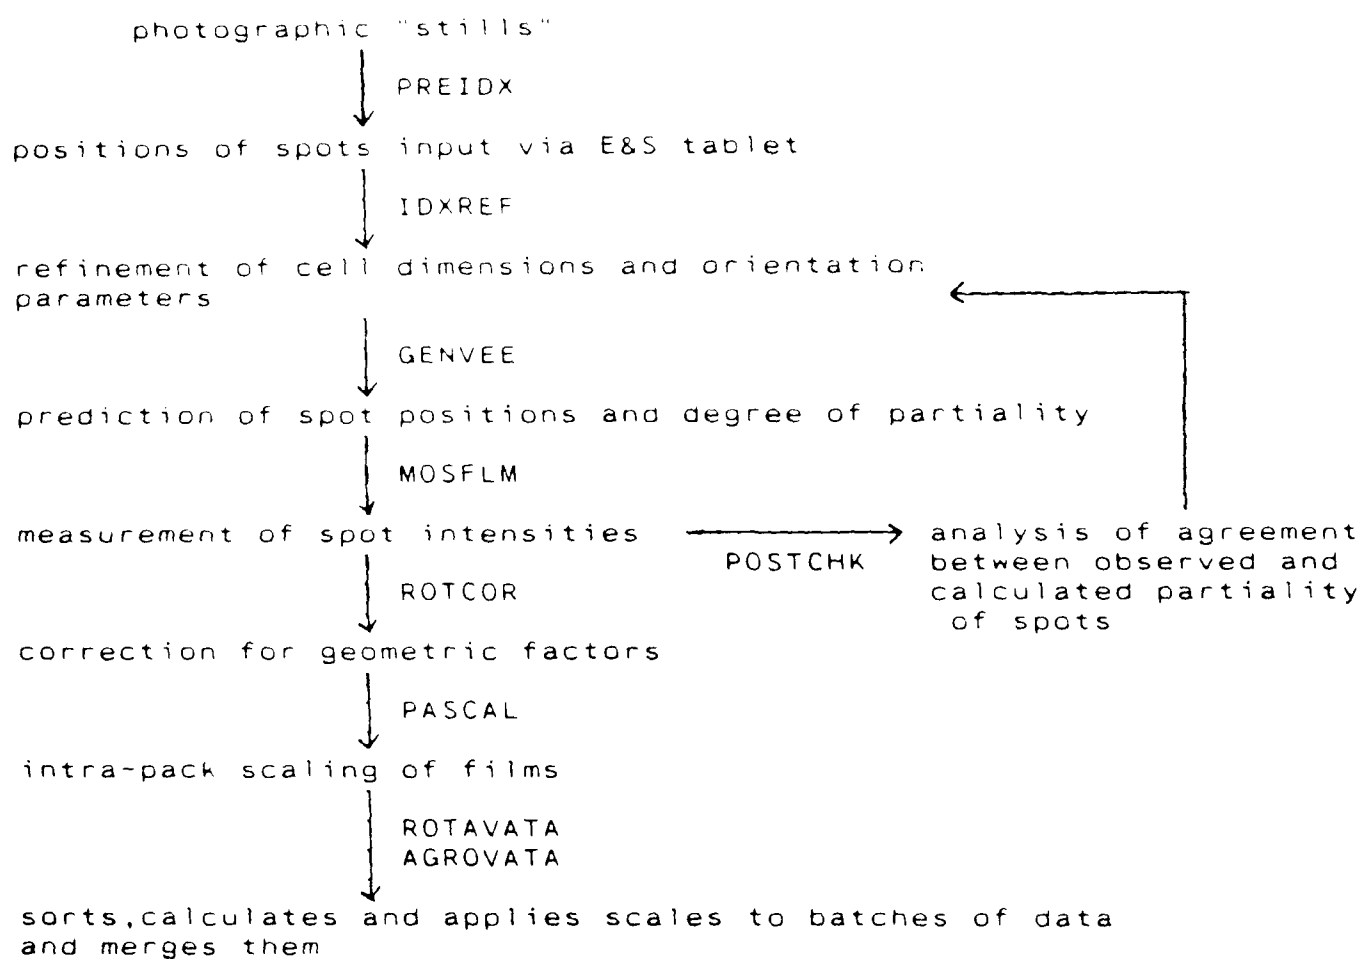 photographic "stills"
PREIDX
positions of spots input via E&S tablet
IDXREF
refinement of cell dimensions and orientation
parameters
GENVEE
prediction of spot positions and degree of partiality
MOSFLM
measurement of spot intensities
POSTCHK
analysis of agreement
between observed and
calculated partiality
of spots
ROTCOR
correction for geometric factors
PASCAL
intra-pack scaling of films
ROTAVATA
AGROVATA
sorts,calculates and applies scales to batches of data
and merges them